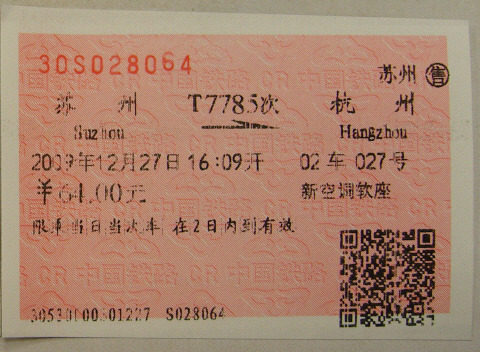 30S028064
苏州 售
苏州 T7785次 杭州
Suzhou Hangzhou
2009年12月27日16:09开 02车027号
¥64.00元 新空调软座
限乘当日当次车 在2日内到有效
S028064